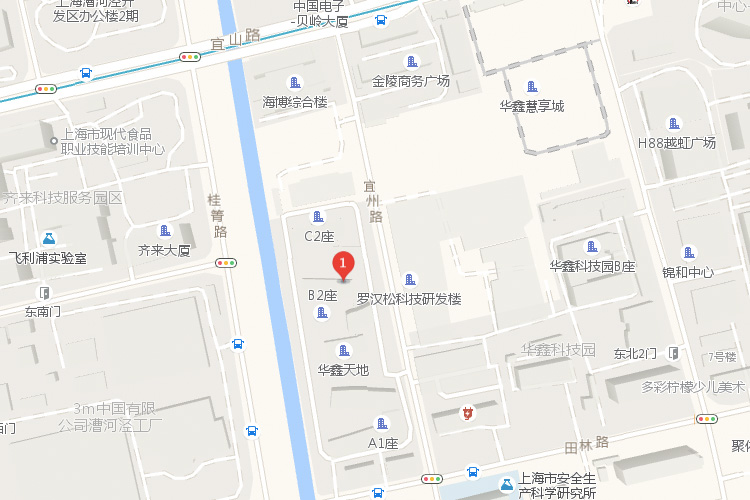 上海漕河泾开
发区办公楼2期
中国电子
-贝岭大厦
宜山路
中心
金陵商务广场
海博综合楼
华鑫慧享城
上海市现代食品
职业技能培训中心
H88越虹广场
齐来科技服务园区
桂箐路
宜州路
C2座
齐来大厦
飞利浦实验室
1
华鑫科技园B座
锦和中心
B2座
罗汉松科技研发楼
东南门
华鑫科技园
东北2门
7号楼
华鑫天地
多彩柠檬少儿美术
3m中国有限
公司漕河泾工厂
A1座
田林路
上海市安全生
产科学研究所